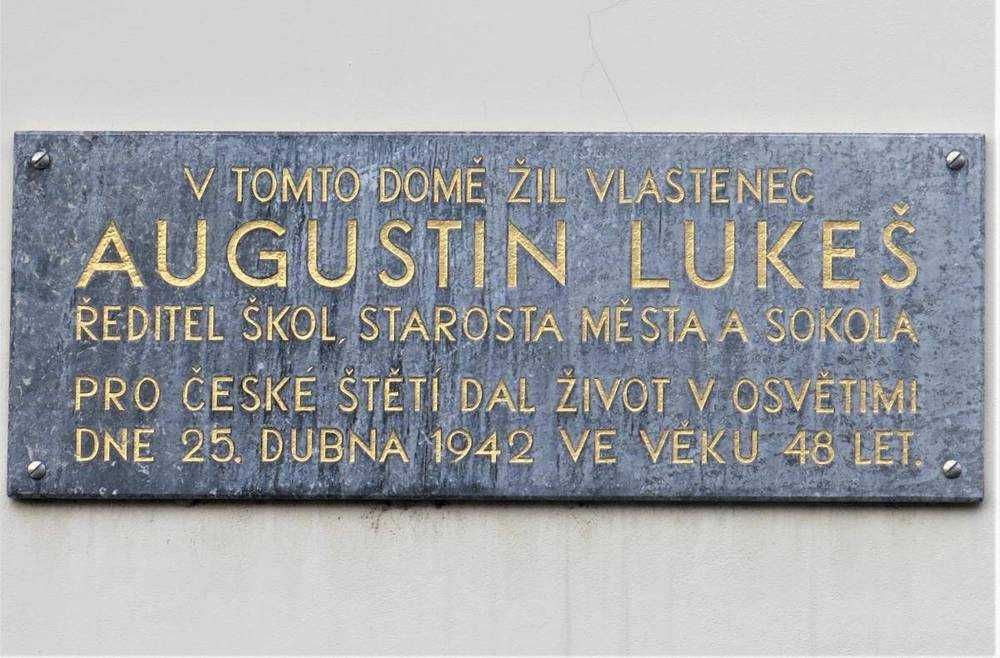 V TOMTO DOMĚ ŽIL VLASTENEC
AUGUSTIN LUKEŠ
ŘEDITEL ŠKOL, STAROSTA MĚSTA A SOKOLA
PRO ČESKÉ ŠTĚTÍ DAL ŽIVOT V OSVĚTIMI
DNE 25. DUBNA 1942 VE VĚKU 48 LET.